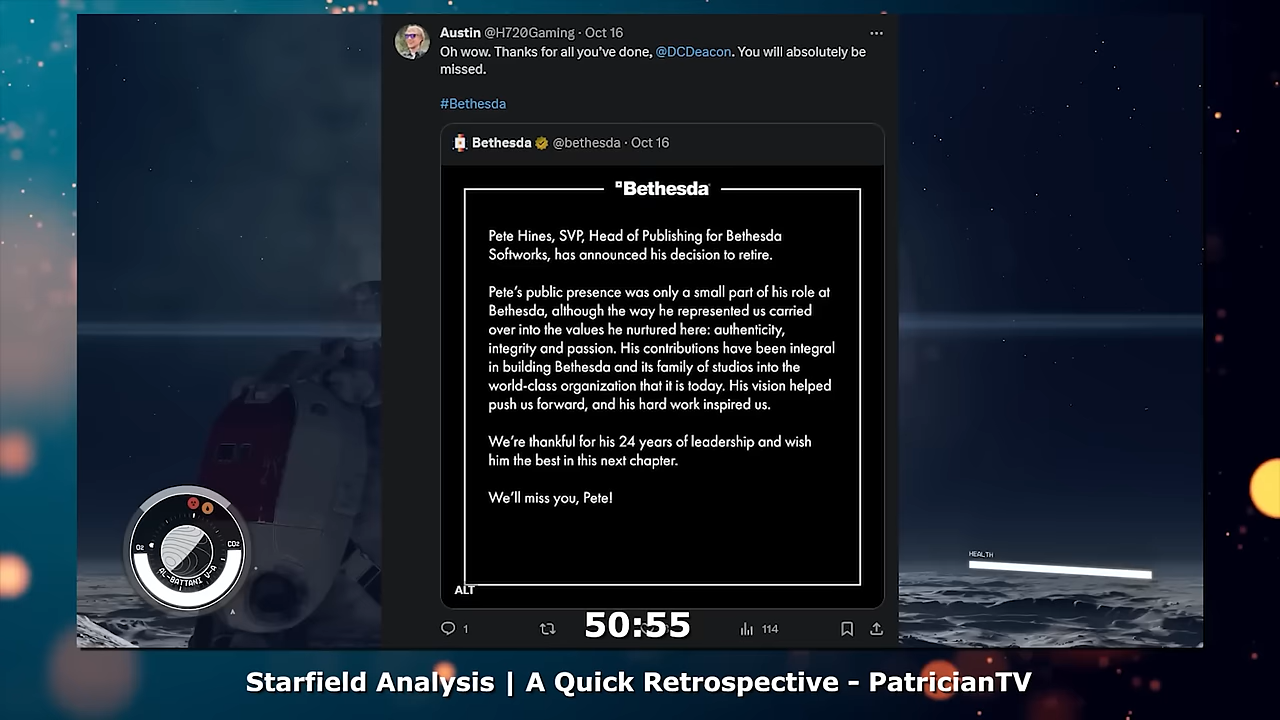 Austin @H720Gaming · Oct 16
Oh wow. Thanks for all you've done, @DCDeacon. You will absolutely be
missed.
#Bethesda
Bethesda @bethesda · Oct 16
Bethesda
Pete Hines, SVP, Head of Publishing for Bethesda
Softworks, has announced his decision to retire.
Pete's public presence was only a small part of his role at
Bethesda, although the way he represented us carried
over into the values he nurtured here: authenticity,
integrity and passion. His contributions have been integral
in building Bethesda and its family of studios into the
world-class organization that it is today. His vision helped
push us forward, and his hard work inspired us.
We're thankful for his 24 years of leadership and wish
him the best in this next chapter.
We'll miss you, Pete!
ALT
1
114
50:55
O2
CO2
AL-BATTANI V-A
HEALTH
Starfield Analysis | A Quick Retrospective - PatricianTV